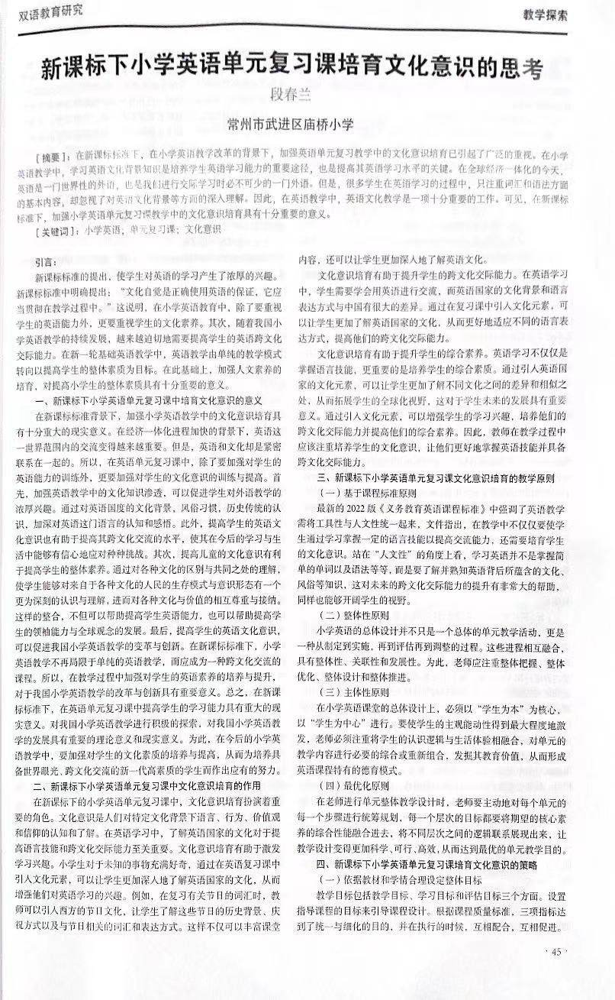 双语教育研究
教学探索
新课标下小学英语单元复习课培育文化意识的思考
段春兰
常州市武进区庙桥小学
[摘要]：在新课标标准下，在小学英语教学改革的背景下，加强英语单元复习教学中的文化意识培育已引起了广泛的重视。在小学
英语教学中，学习英语文化背景知识是培养学生英语学习能力的重要途径，也是提高其英语学习水平的关键。在全球经济一体化的今天，
英语是一门世界性的外语，也是我们进行交际学习时必不可少的一门外语。但是，很多学生在英语学习的过程中，只注重词汇和语法方面
的基本内容，却忽视了对英语文化背景等方面的深入理解。因此，在英语教学中，英语文化教学是一项十分重要的工作。可见，在新课标
标准下，加强小学英语单元复习课教学中的文化意识培育具有十分重要的意义。
[关键词]：小学英语；单元复习课；文化意识
引言：
新课标标准的提出，使学生对英语的学习产生了浓厚的兴趣。
新课标标准中明确提出：“文化自觉是正确使用英语的保证，它应
当贯彻在教学过程中。”这说明，在小学英语教育中，除了要重视
学生的英语能力外，更要重视学生的文化素养。其次，随着我国小
学英语教学的持续发展，越来越迫切地需要提高学生的英语跨文化
交际能力。在新一轮基础英语教学中，英语教学由单纯的教学模式
转向以提高学生的整体素质为目标。在此基础上，加强人文素养的
培育，对提高小学生的整体素质具有十分重要的意义。
一、新课标下小学英语单元复习课中培育文化意识的意义
在新课标标准背景下，加强小学英语教学中的文化意识培育具
有十分重大的现实意义。在经济一体化进程加快的背景下，英语这
一世界范围内的交流变得越来越重要。但是，英语和文化却是紧密
联系在一起的。所以，在英语单元复习课中，除了要加强对学生的
英语能力的训练外，更要加强对学生的文化意识的训练与提高。首
先，加强英语教学中的文化知识渗透，可以促进学生对外语教学的
浓厚兴趣。通过对英语国度的文化背景，风俗习惯，历史传统的认
识，加深对英语这门语言的认知和感悟。此外，提高学生的英语文
化意识也有助于提高其跨文化交流的水平，使其在今后的学习与生
活中能够有信心地应对种种挑战。其次，提高儿童的文化意识有利
于提高学生的整体素养。通过对各种文化的区别与共同之处的理解，
使学生能够对来自于各种文化的人民的生存模式与意识形态有一个
更为深刻的认识与理解，进而对各种文化与价值的相互尊重与接纳。
这样的整合，不但可以帮助提高学生英语能力，也可以帮助提高学
生的领袖能力与全球观念的发展。最后，提高学生的英语文化意识，
可以促进我国小学英语教学的变革与创新。在新课标标准下，小学
英语教学不再局限于单纯的英语教学，而应成为一种跨文化交流的
课程。所以，在教学过程中加强对学生的英语素养的培养与提升，
对于我国小学英语教学的改革与创新具有重要意义。总之，在新课
标标准下，在英语单元复习课中提高学生的学习能力具有重大的现
实意义。对我国小学英语教学进行积极的探索，对我国小学英语教
学的发展具有重要的理论意义和现实意义。为此，在今后的小学英
语教学中，要加强对学生的文化素质的培养与提高，从而为培养具
备世界眼光、跨文化交流的新一代高素质的学生而作出应有的努力。
二、新课标下小学英语单元复习课中文化意识培育的作用
在新课标下的小学英语单元复习课中，文化意识培育扮演着重
要的角色。文化意识是人们对特定文化背景下语言、行为、价值观
和信仰的认知和了解。在英语学习中，了解英语国家的文化对于提
高语言技能和跨文化交际能力至关重要。文化意识培育有助于激发
学习兴趣。小学生对于未知的事物充满好奇，通过在英语复习课中
引入文化元素，可以让学生更加深入地了解英语国家的文化，从而
增强他们对英语学习的兴趣。例如，在复习有关节日的词汇时，教
师可以引入西方的节日文化，让学生了解这些节日的历史背景、庆
祝方式以及与节日相关的词汇和表达方式。这样不仅可以丰富课堂
内容，还可以让学生更加深入地了解英语文化。
文化意识培育有助于提升学生的跨文化交际能力。在英语学习
中，学生需要学会用英语进行交流，而英语国家的文化背景和语言
表达方式与中国有很大的差异。通过在复习课中引入文化元素，可
以让学生更加了解英语国家的文化，从而更好地适应不同的语言表
达方式，提高他们的跨文化交际能力。
文化意识培育有助于提升学生的综合素养。英语学习不仅仅是
掌握语言技能，更重要的是培养学生的综合素质。通过引入英语国
家的文化元素，可以让学生更加了解不同文化之间的差异和相似之
处，从而拓展学生的全球化视野，这对于学生未来的发展具有重要
意义。通过引入文化元素，可以增强学生的学习兴趣，培养他们的
跨文化交际能力并提高他们的综合素养。因此，教师在教学过程中
应该注重培养学生的文化意识，让他们更好地掌握英语技能并具备
跨文化交际能力。
三、新课标下小学英语单元复习课文化意识培育的教学原则
（一）基于课程标准原则
最新的 2022 版《义务教育英语课程标准》中强调了英语教学
需将工具性与人文性统一起来，文件指出，在教学中不仅仅要使学
生通过学习掌握一定的语言技能以提高交流能力，还需要培育学生
的文化意识。站在“人文性”的角度上看，学习英语并不是掌握简
单的单词以及语法等等，而是要了解并熟知英语背后所蕴含的文化、
风俗等知识，这对未来的跨文化交际能力的提升有非常大的帮助，
同样也能够开阔学生的视野。
（二）整体性原则
小学英语的总体设计并不只是一个总体的单元教学活动，更是
一种从制定到实施，再到评估再到调整的过程。这些进程相互融合，
具有整体性、关联性和发展性。为此，老师应注重整体把握、整体
优化、整体设计和整体推进。
（三）主体性原则
在小学英语课堂的总体设计上，必须以“学生为本”为核心，
以“学生为中心”进行。要使学生的主观能动性得到最大程度地激
发，老师必须注重将学生的认识逻辑与生活体验相融合，对单元的
教学内容进行必要的综合或重新组合，发掘其教育价值，从而形成
英语课程特有的德育模式。
（四）最优化原则
在老师进行单元整体教学设计时，老师要主动地对每个单元的
每一个步骤进行统筹规划，每一个层次的目标都要将期望的核心素
养的综合性能融合进去，将不同层次之间的逻辑联系展现出来，让
教学设计变得更加科学、可行、高效，从而达到最优的单元教学目的。
四、新课标下小学英语单元复习课培育文化意识的策略
（一）依据教材和学情合理设定整体目标
教学目标包括教学目标、学习目标和评估目标三个方面。设置
指导课程的目标来引导课程设计。根据课程质量标准，三项指标达
到了统一与细化的目的，并在执行的时候，互相配合，互相促进。
· 45 ·